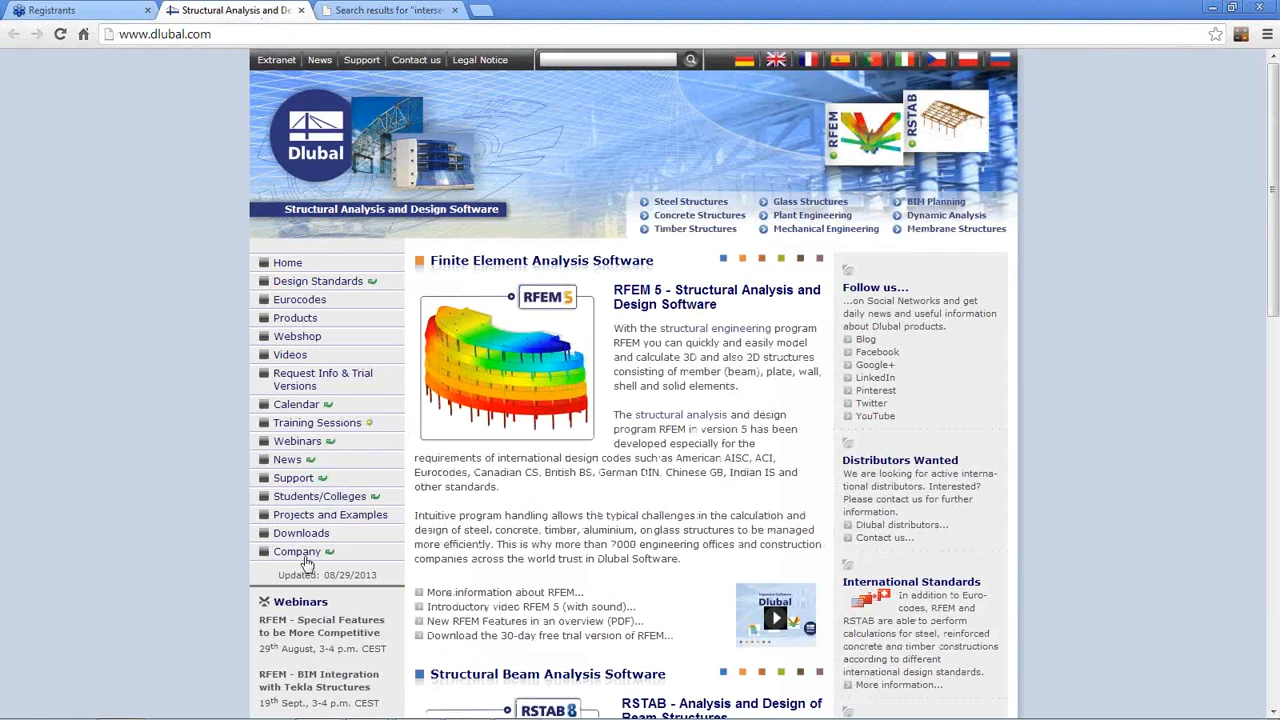 Registrants
Structural Analysis and De
Search results for "interse
www.dlubal.com
Extranet
News
Support
Contact us
Legal Notice
Dlubal
Structural Analysis and Design Software
RFEM
RSTAB
Steel Structures
Glass Structures
BIM Planning
Concrete Structures
Plant Engineering
Dynamic Analysis
Timber Structures
Mechanical Engineering
Membrane Structures
Home
Design Standards
Eurocodes
Products
Webshop
Videos
Request Info & Trial
Versions
Calendar
Training Sessions
Webinars
News
Support
Students/Colleges
Projects and Examples
Downloads
Company
Updated: 08/29/2013
Webinars
RFEM - Special Features
to be More Competitive
29th August, 3-4 p.m. CEST
RFEM - BIM Integration
with Tekla Structures
19th Sept., 3-4 p.m. CEST
Finite Element Analysis Software
RFEM 5
RFEM 5 - Structural Analysis and
Design Software
With the structural engineering program
RFEM you can quickly and easily model
and calculate 3D and also 2D structures
consisting of member (beam), plate, wall,
shell and solid elements.
The structural analysis and design
program RFEM in version 5 has been
developed especially for the
requirements of international design codes such as American AISC, ACI,
Eurocodes, Canadian CS, British BS, German DIN, Chinese GB, Indian IS and
other standards.
Intuitive program handling allows the typical challenges in the calculation and
design of steel, concrete, timber, aluminium, or glass structures to be managed
more efficiently. This is why more than 7000 engineering offices and construction
companies across the world trust in Dlubal Software.
More information about RFEM...
Introductory video RFEM 5 (with sound)...
New RFEM Features in an overview (PDF)...
Download the 30-day free trial version of RFEM...
Dlubal
Structural Beam Analysis Software
RSTAB 8
RSTAB - Analysis and Design of
Beam Structures
Follow us...
...on Social Networks and get
daily news and useful information
about Dlubal products.
Blog
Facebook
Google+
LinkedIn
Pinterest
Twitter
YouTube
Distributors Wanted
We are looking for active interna-
tional distributors. Interested?
Please contact us for further
information.
Dlubal distributors...
Contact us...
International Standards
In addition to Euro-
codes, RFEM and
RSTAB are able to perform
calculations for steel, reinforced
concrete and timber constructions
according to different
international design standards.
More information...